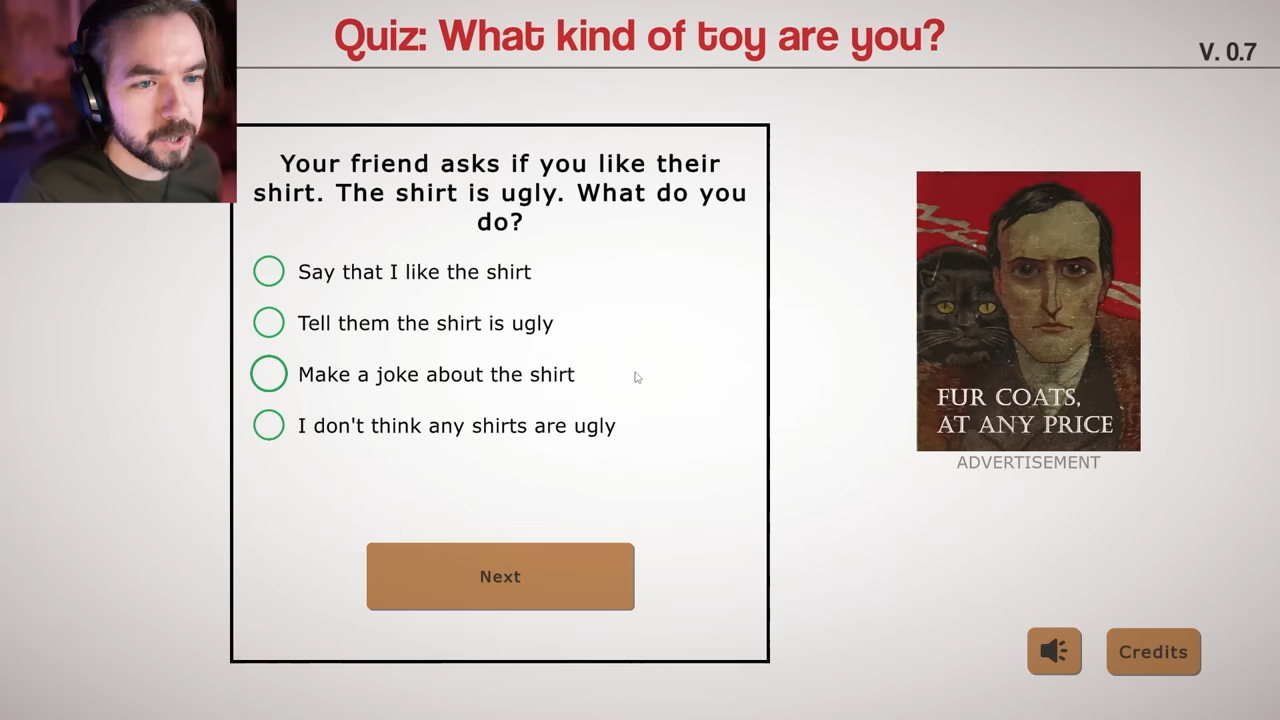 Quiz: What kind of toy are you?
V. 0.7
Your friend asks if you like their
shirt. The shirt is ugly. What do you
do?
Say that I like the shirt
Tell them the shirt is ugly
Make a joke about the shirt
I don't think any shirts are ugly
Next
FUR COATS,
AT ANY PRICE
ADVERTISEMENT
Credits